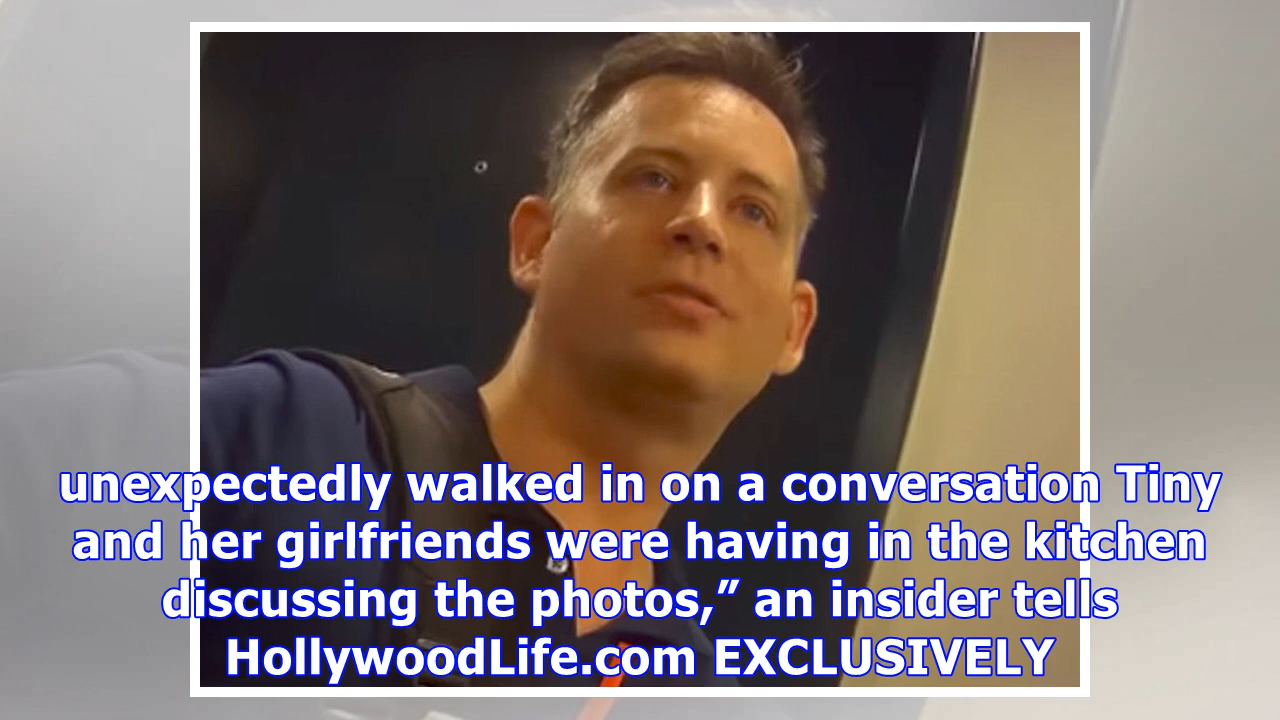 unexpectedly walked in on a conversation Tiny
and her girlfriends were having in the kitchen
discussing the photos,” an insider tells
HollywoodLife.com EXCLUSIVELY